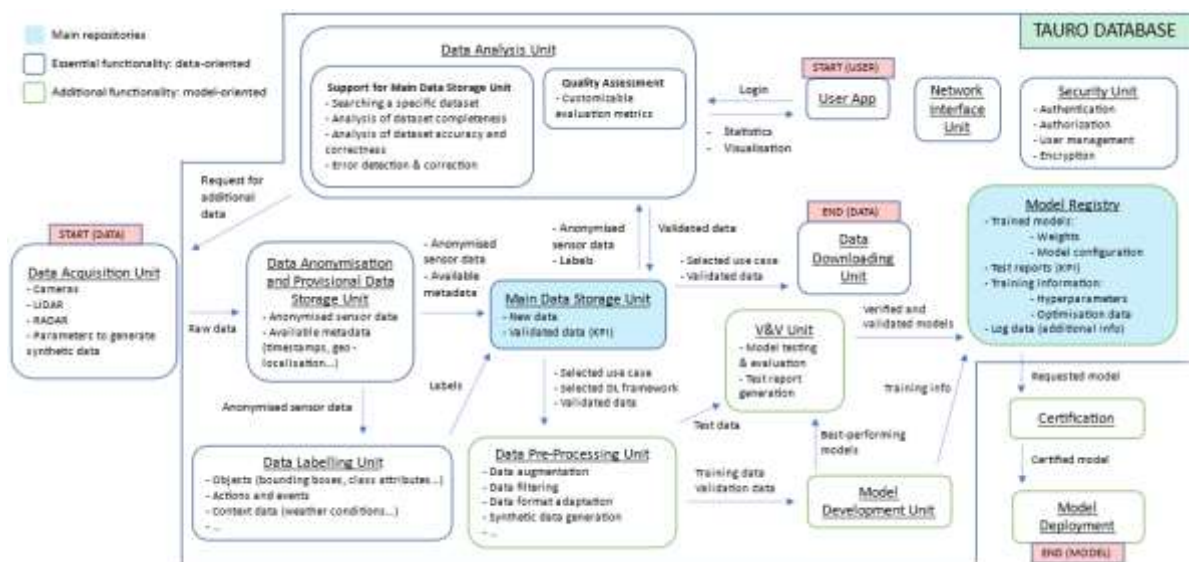 Main repositories
Essential functionality: data-oriented
Additional functionality: model-oriented
TAURO DATABASE
Data Analysis Unit
Support for Main Data Storage Unit
- Searching a specific dataset
- Analysis of dataset completeness
- Analysis of dataset accuracy and
correctness
- Error detection & correction
Quality Assessment
- Customizable
evaluation metrics
Login
- Statistics
- Visualisation
START (USER)
User App
Network
Interface
Unit
Security Unit
- Authentication
- Authorization
- User management
- Encryption
Request for
additional
data
START (DATA)
Data Acquisition Unit
- Cameras
- LiDAR
- RADAR
- Parameters to generate
synthetic data
Raw data
Data Anonymisation
and Provisional Data
Storage Unit
- Anonymised sensor data
- Available metadata
(timestamps, geo-
localisation...)
- Anonymised
sensor data
- Available
metadata
- Anonymised
sensor data
- Labels
Validated data
Main Data Storage Unit
- New data
- Validated data (KPI)
- Selected use case
- Validated data
END (DATA)
Data
Downloading
Unit
Model Registry
- Trained models:
- Weights
- Model configuration
- Test reports (KPI)
- Training information:
- Hyperparameters
- Optimisation data
- Log data (additional info)
Verified and
validated models
V&V Unit
- Model testing
& evaluation
- Test report
generation
Anonymised sensor data
Labels
- Selected use case
- Selected DL framework
- Validated data
Test data
Training info
Requested model
Certification
Certified model
Model
Deployment
END (MODEL)
Data Labelling Unit
- Objects (bounding boxes, class attributes...)
- Actions and events
- Context data (weather conditions...)
- ...
Data Pre-Processing Unit
- Data augmentation
- Data filtering
- Data format adaptation
- Synthetic data generation
- ...
Training data
Validation data
Best-performing
models
Model
Development Unit